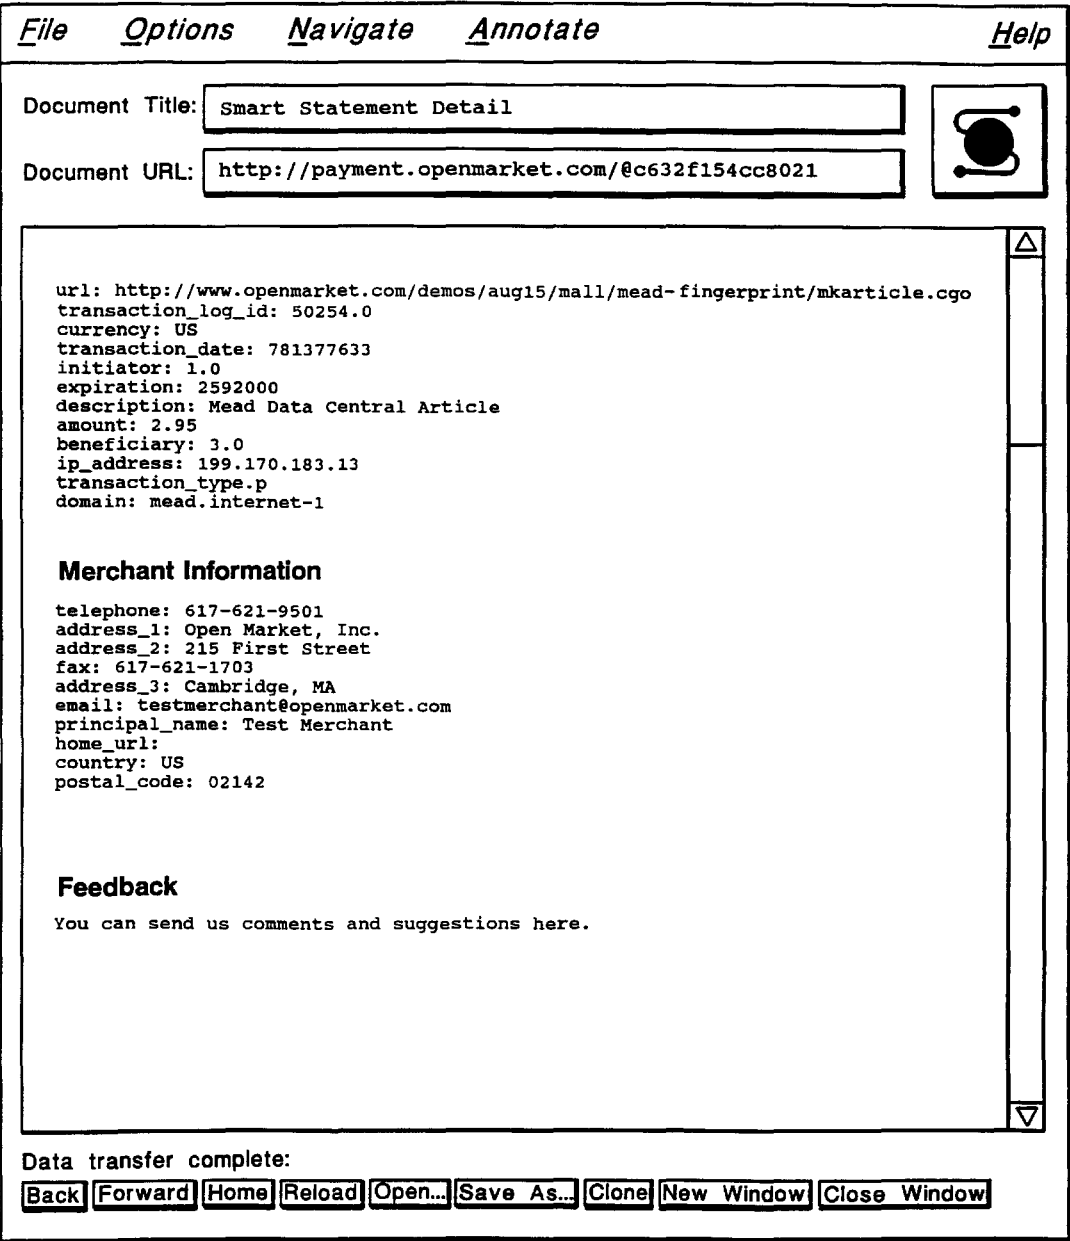 File Options Navigate Annotate Help
Document Title: Smart Statement Detail
Document URL: http://payment.openmarket.com/@c632f154cc8021
url: http://www.openmarket.com/demos/aug15/mall/mead-fingerprint/mkarticle.cgo
transaction_log_id: 50254.0
currency: US
transaction_date: 781377633
initiator: 1.0
expiration: 2592000
description: Mead Data Central Article
amount: 2.95
beneficiary: 3.0
ip_address: 199.170.183.13
transaction_type.p
domain: mead.internet-1
Merchant Information
telephone: 617-621-9501
address_1: Open Market, Inc.
address_2: 215 First Street
fax: 617-621-1703
address_3: Cambridge, MA
email: testmerchant@openmarket.com
principal_name: Test Merchant
home_url:
country: US
postal_code: 02142
Feedback
You can send us comments and suggestions here.
Data transfer complete:
Back Forward Home Reload Open... Save As... Clone New Window Close Window